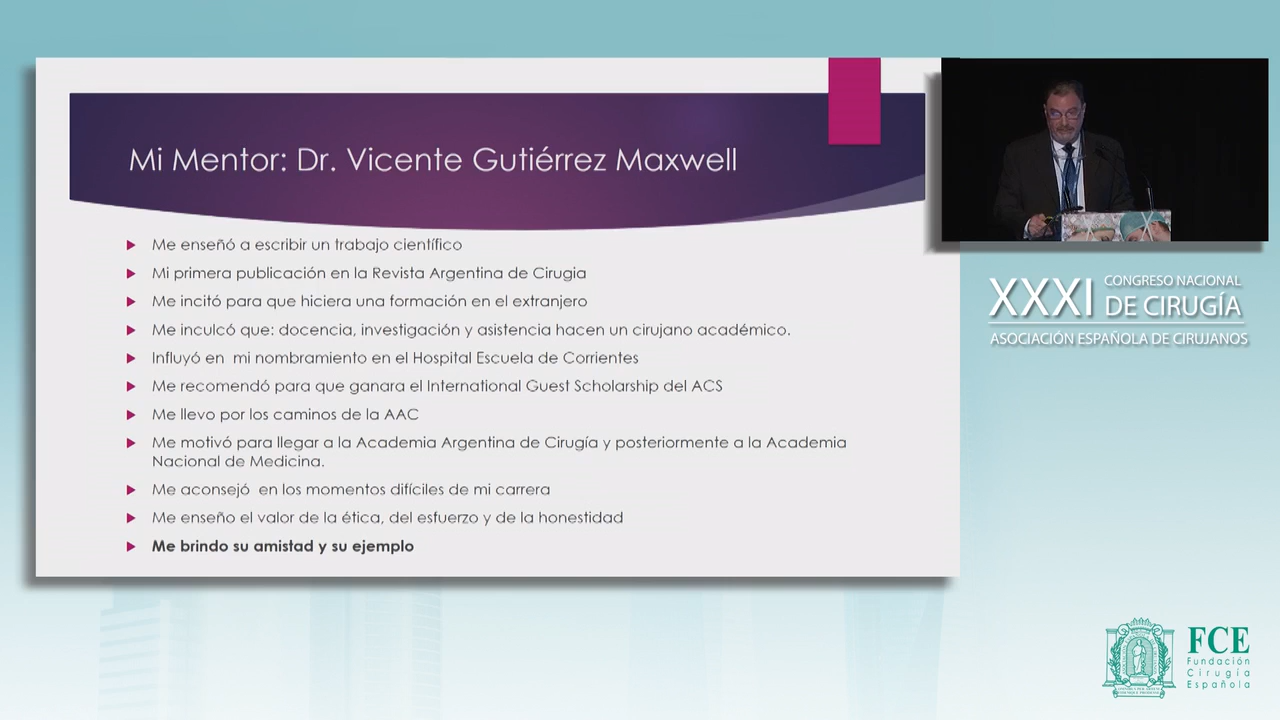 Mi Mentor: Dr. Vicente Gutiérrez Maxwell
Me enseñó a escribir un trabajo científico
Mi primera publicación en la Revista Argentina de Cirugia
Me incitó para que hiciera una formación en el extranjero
Me inculcó que: docencia, investigación y asistencia hacen un cirujano académico.
Influyó en  mi nombramiento en el Hospital Escuela de Corrientes
Me recomendó para que ganara el International Guest Scholarship del ACS
Me llevo por los caminos de la AAC
Me motivó para llegar a la Academia Argentina de Cirugía y posteriormente a la Academia
Nacional de Medicina.
Me aconsejó  en los momentos difíciles de mi carrera
Me enseño el valor de la ética, del esfuerzo y de la honestidad
Me brindo su amistad y su ejemplo
XXXI CONGRESO NACIONAL
DE CIRUGÍA
ASOCIACIÓN ESPAÑOLA DE CIRUJANOS
FCE
Fundación
Cirugía
Española